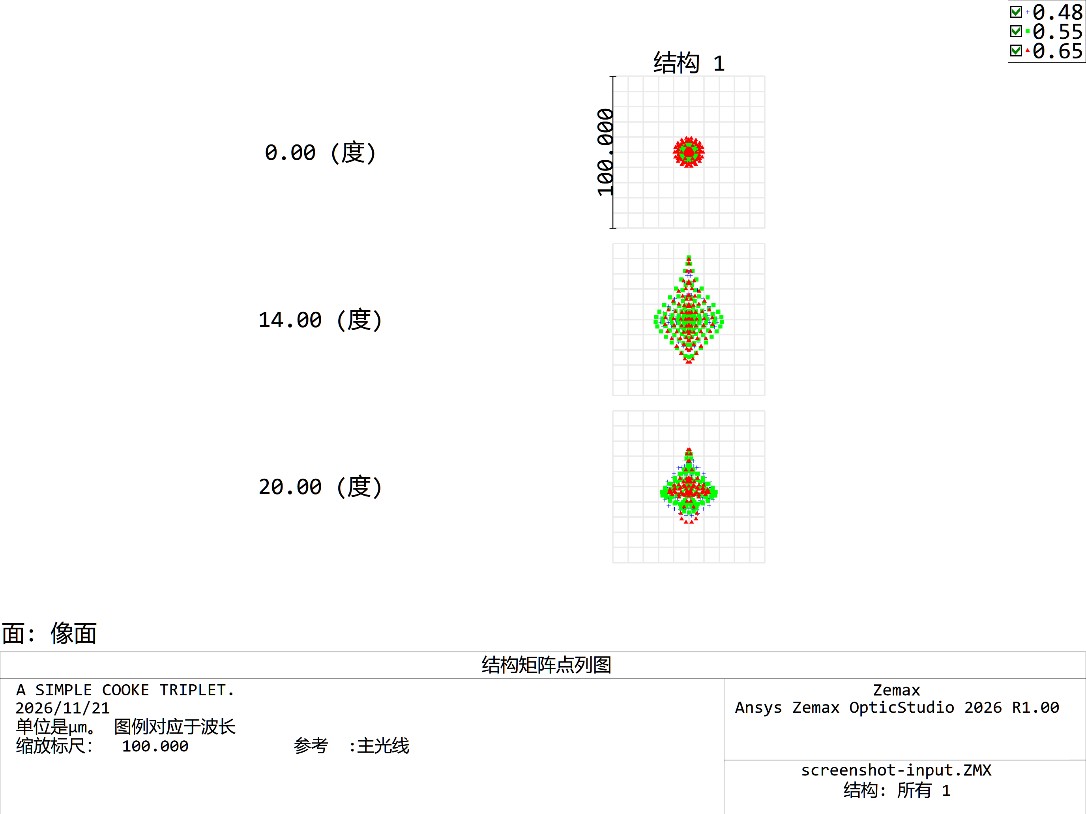 0.48
0.55
0.65
结构 1
100.000
0.00 (度)
14.00 (度)
20.00 (度)
面: 像面
结构矩阵点列图
A SIMPLE COOKE TRIPLET.
2026/11/21
单位是μm。 图例对应于波长
缩放标尺: 100.000 参考 :主光线
Zemax
Ansys Zemax OpticStudio 2026 R1.00
screenshot-input.ZMX
结构: 所有 1